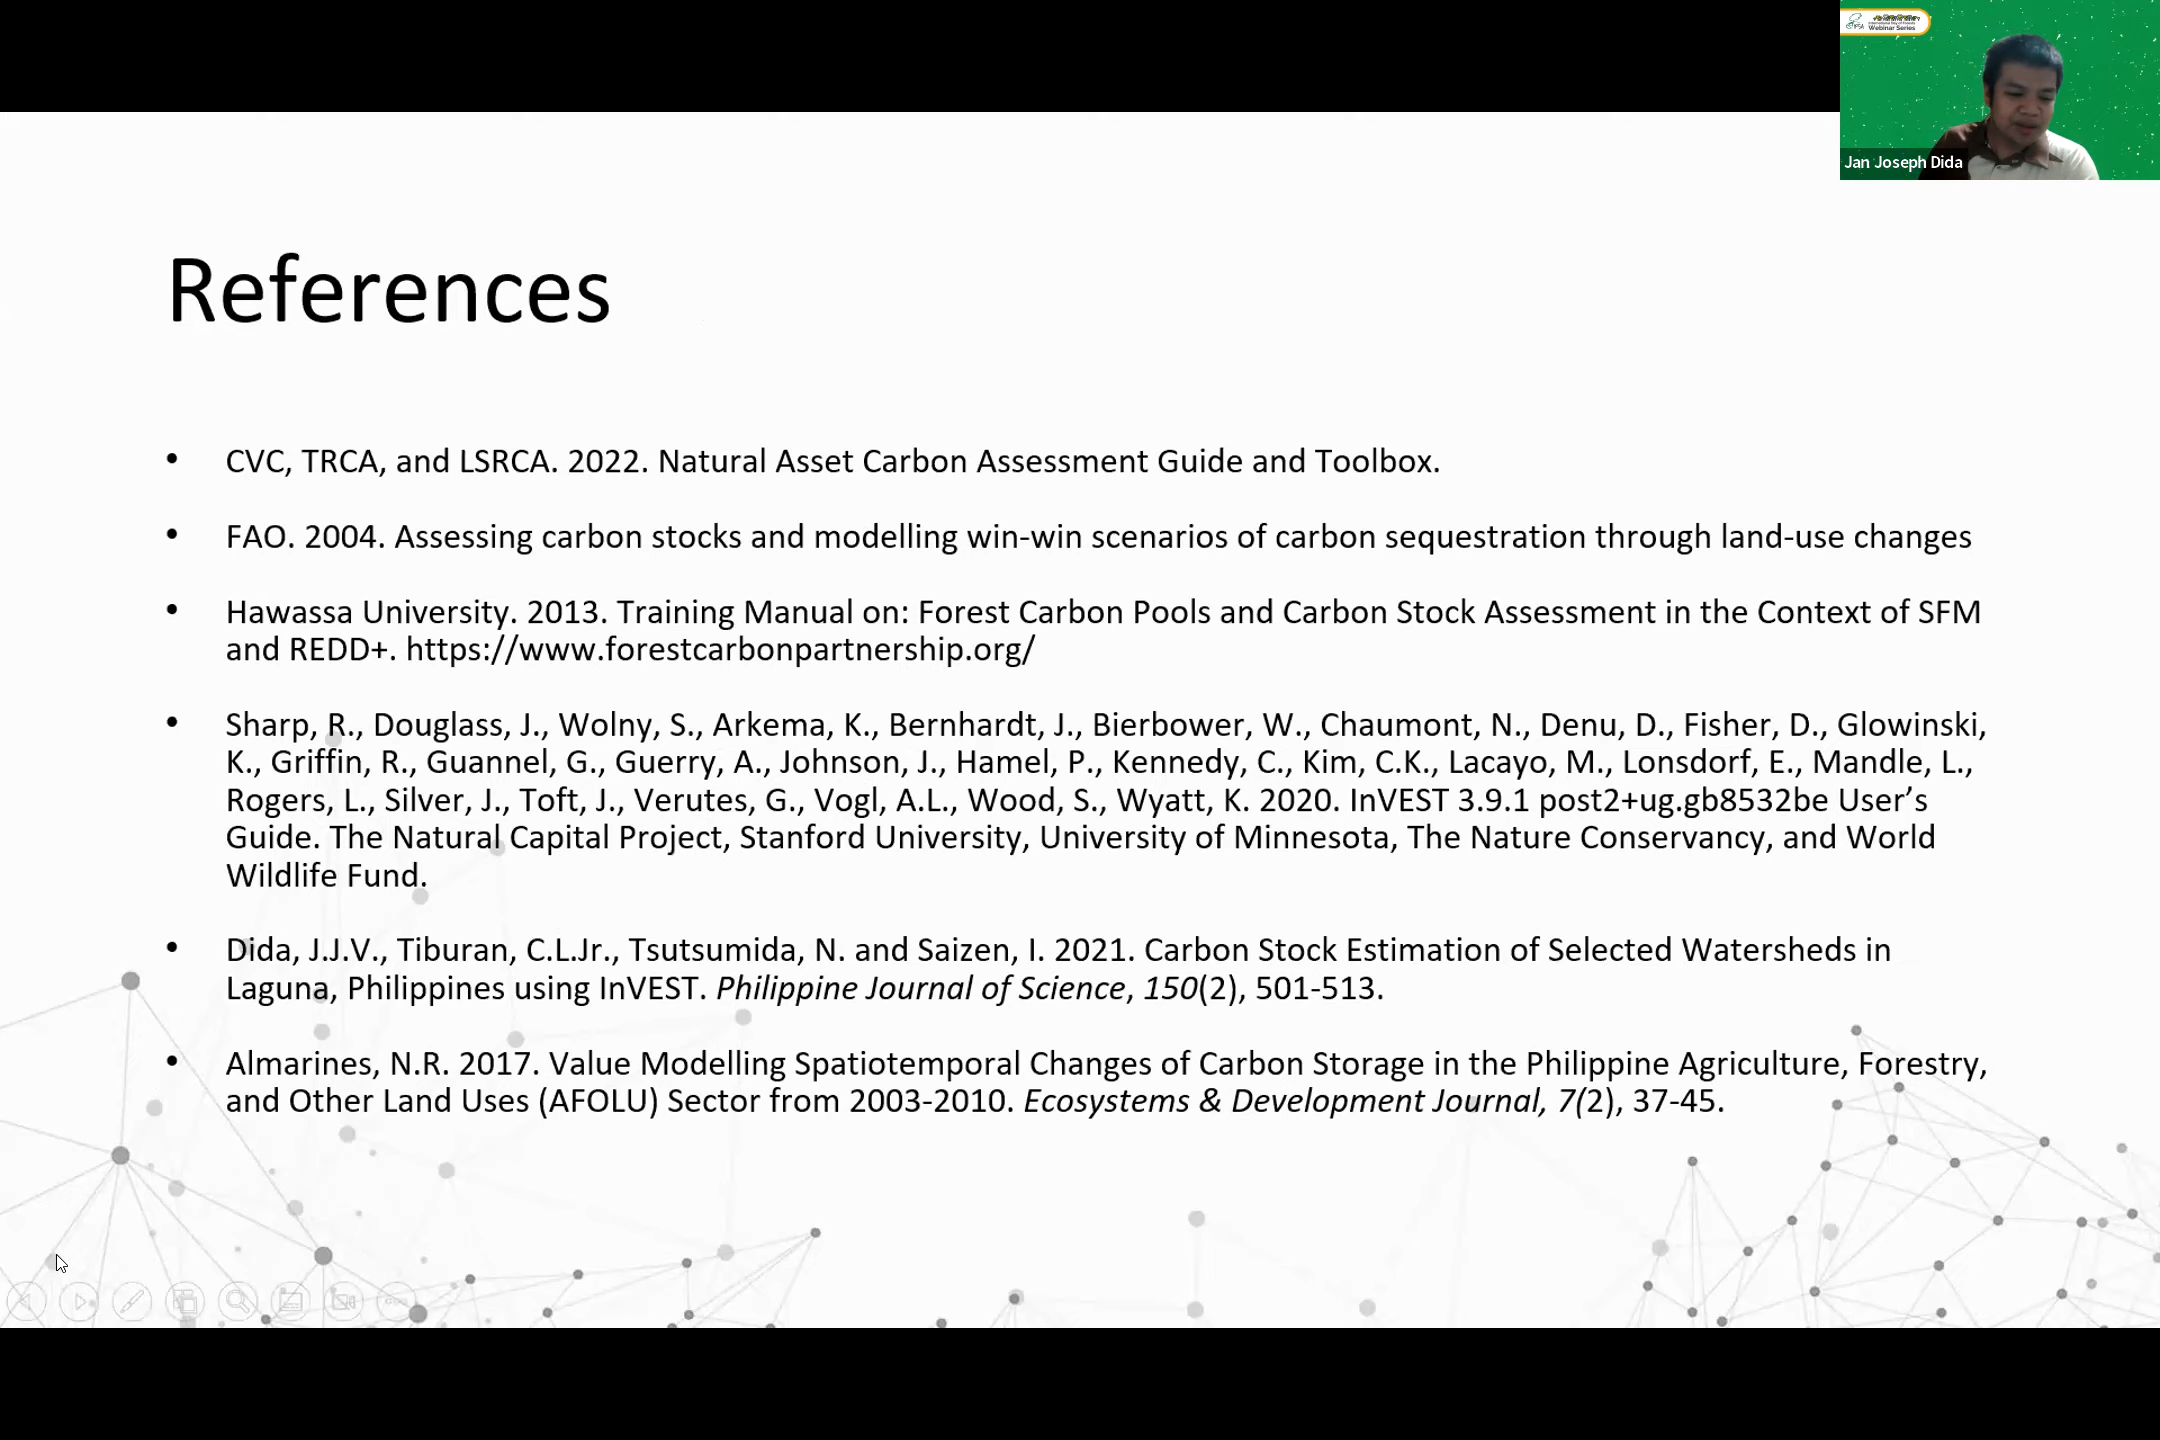 Webinar Series
Jan Joseph Dida
References
• CVC, TRCA, and LSRCA. 2022. Natural Asset Carbon Assessment Guide and Toolbox.
• FAO. 2004. Assessing carbon stocks and modelling win-win scenarios of carbon sequestration through land-use changes
• Hawassa University. 2013. Training Manual on: Forest Carbon Pools and Carbon Stock Assessment in the Context of SFM
and REDD+. https://www.forestcarbonpartnership.org/
• Sharp, R., Douglass, J., Wolny, S., Arkema, K., Bernhardt, J., Bierbower, W., Chaumont, N., Denu, D., Fisher, D., Glowinski,
K., Griffin, R., Guannel, G., Guerry, A., Johnson, J., Hamel, P., Kennedy, C., Kim, C.K., Lacayo, M., Lonsdorf, E., Mandle, L.,
Rogers, L., Silver, J., Toft, J., Verutes, G., Vogl, A.L., Wood, S., Wyatt, K. 2020. InVEST 3.9.1 post2+ug.gb8532be User’s
Guide. The Natural Capital Project, Stanford University, University of Minnesota, The Nature Conservancy, and World
Wildlife Fund.
• Dida, J.J.V., Tiburan, C.L.Jr., Tsutsumida, N. and Saizen, I. 2021. Carbon Stock Estimation of Selected Watersheds in
Laguna, Philippines using InVEST. Philippine Journal of Science, 150(2), 501-513.
• Almarines, N.R. 2017. Value Modelling Spatiotemporal Changes of Carbon Storage in the Philippine Agriculture, Forestry,
and Other Land Uses (AFOLU) Sector from 2003-2010. Ecosystems & Development Journal, 7(2), 37-45.